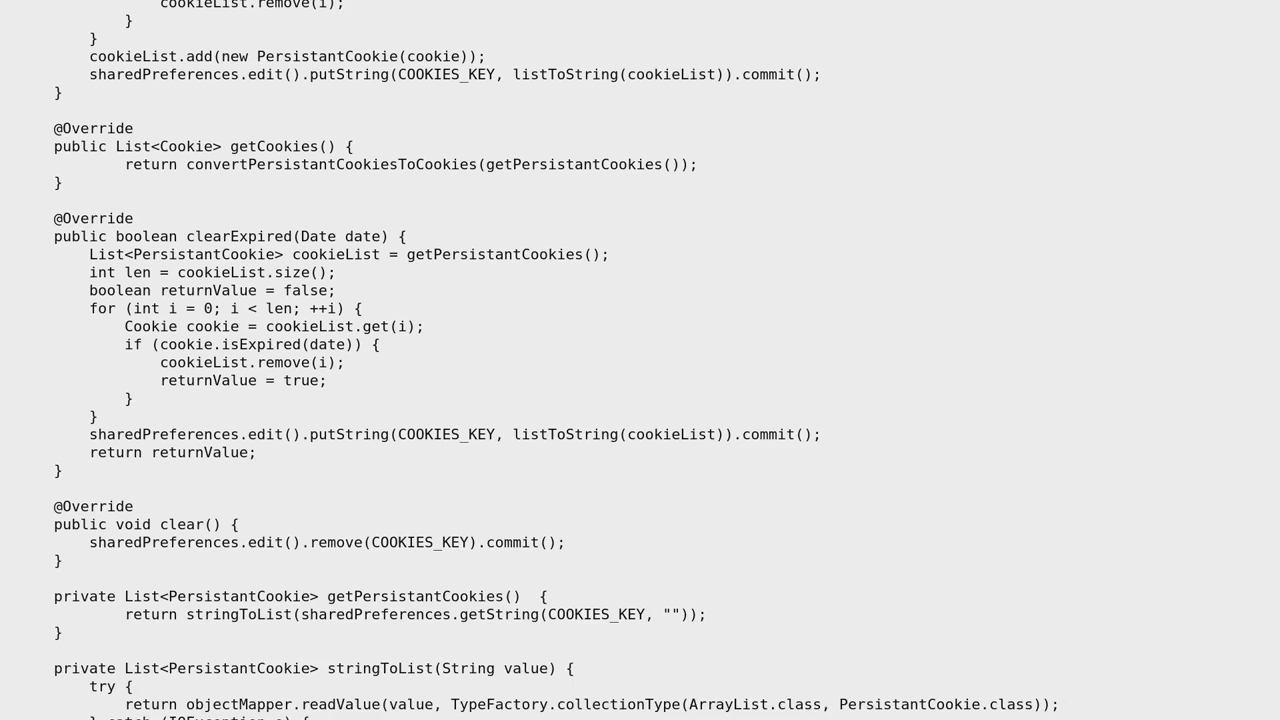 cookieList.remove(i);
}
}
cookieList.add(new PersistantCookie(cookie));
sharedPreferences.edit().putString(COOKIES_KEY, listToString(cookieList)).commit();
}
@Override
public List<Cookie> getCookies() {
return convertPersistantCookiesToCookies(getPersistantCookies());
}
@Override
public boolean clearExpired(Date date) {
List<PersistantCookie> cookieList = getPersistantCookies();
int len = cookieList.size();
boolean returnValue = false;
for (int i = 0; i < len; ++i) {
Cookie cookie = cookieList.get(i);
if (cookie.isExpired(date)) {
cookieList.remove(i);
returnValue = true;
}
}
sharedPreferences.edit().putString(COOKIES_KEY, listToString(cookieList)).commit();
return returnValue;
}
@Override
public void clear() {
sharedPreferences.edit().remove(COOKIES_KEY).commit();
}
private List<PersistantCookie> getPersistantCookies()  {
return stringToList(sharedPreferences.getString(COOKIES_KEY, ""));
}
private List<PersistantCookie> stringToList(String value) {
try {
return objectMapper.readValue(value, TypeFactory.collectionType(ArrayList.class, PersistantCookie.class));
} catch (IOException e) {